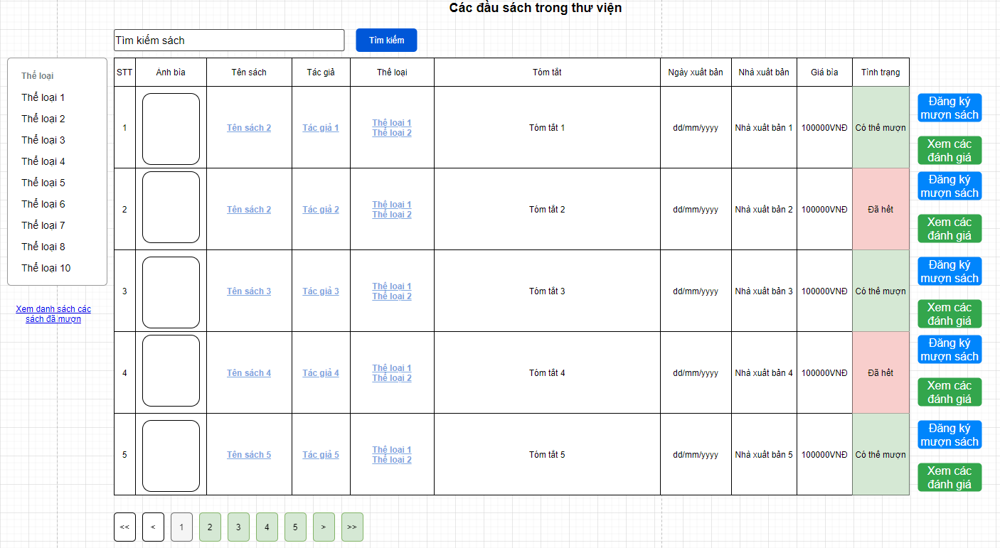 Các đầu sách trong thư viện
Tìm kiếm sách
Tìm kiếm
Thể loại
Thể loại 1
Thể loại 2
Thể loại 3
Thể loại 4
Thể loại 5
Thể loại 6
Thể loại 7
Thể loại 8
Thể loại 10
Xem danh sách các
sách đã mượn
STT Ảnh bìa Tên sách Tác giả Thể loại Tóm tắt Ngày xuất bản Nhà xuất bản Giá bìa Tình trạng
1 Tên sách 2 Tác giả 1 Thể loại 1 Tóm tắt 1 dd/mm/yyyy Nhà xuất bản 1 100000VNĐ Có thể mượn
Thể loại 2
Đăng ký
mượn sách
Xem các
đánh giá
2 Tên sách 2 Tác giả 2 Thể loại 1 Tóm tắt 2 dd/mm/yyyy Nhà xuất bản 2 100000VNĐ Đã hết
Thể loại 2
Đăng ký
mượn sách
Xem các
đánh giá
3 Tên sách 3 Tác giả 3 Thể loại 1 Tóm tắt 3 dd/mm/yyyy Nhà xuất bản 3 100000VNĐ Có thể mượn
Thể loại 2
Đăng ký
mượn sách
Xem các
đánh giá
4 Tên sách 4 Tác giả 4 Thể loại 1 Tóm tắt 4 dd/mm/yyyy Nhà xuất bản 4 100000VNĐ Đã hết
Thể loại 2
Đăng ký
mượn sách
Xem các
đánh giá
5 Tên sách 5 Tác giả 5 Thể loại 1 Tóm tắt 5 dd/mm/yyyy Nhà xuất bản 5 100000VNĐ Có thể mượn
Thể loại 2
Đăng ký
mượn sách
Xem các
đánh giá
<< < 1 2 3 4 5 > >>